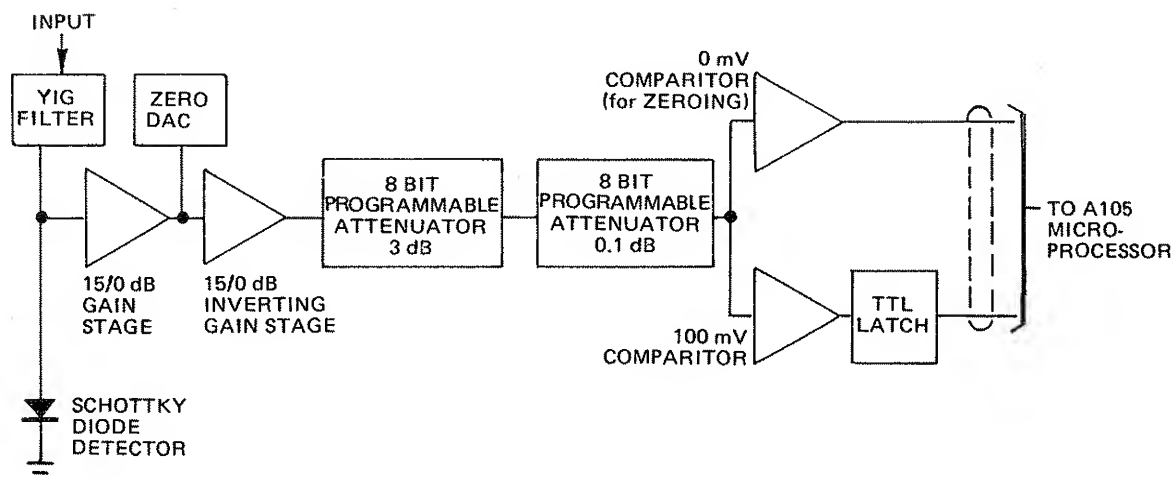 INPUT
YIG
FILTER
ZERO
DAC
15/0 dB
GAIN
STAGE
15/0 dB
INVERTING
GAIN STAGE
8 BIT
PROGRAMMABLE
ATTENUATOR
3 dB
8 BIT
PROGRAMMABLE
ATTENUATOR
0.1 dB
0 mV
COMPARITOR
(for ZEROING)
100 mV
COMPARITOR
TTL
LATCH
TO A105
MICRO-
PROCESSOR
SCHOTTKY
DIODE
DETECTOR